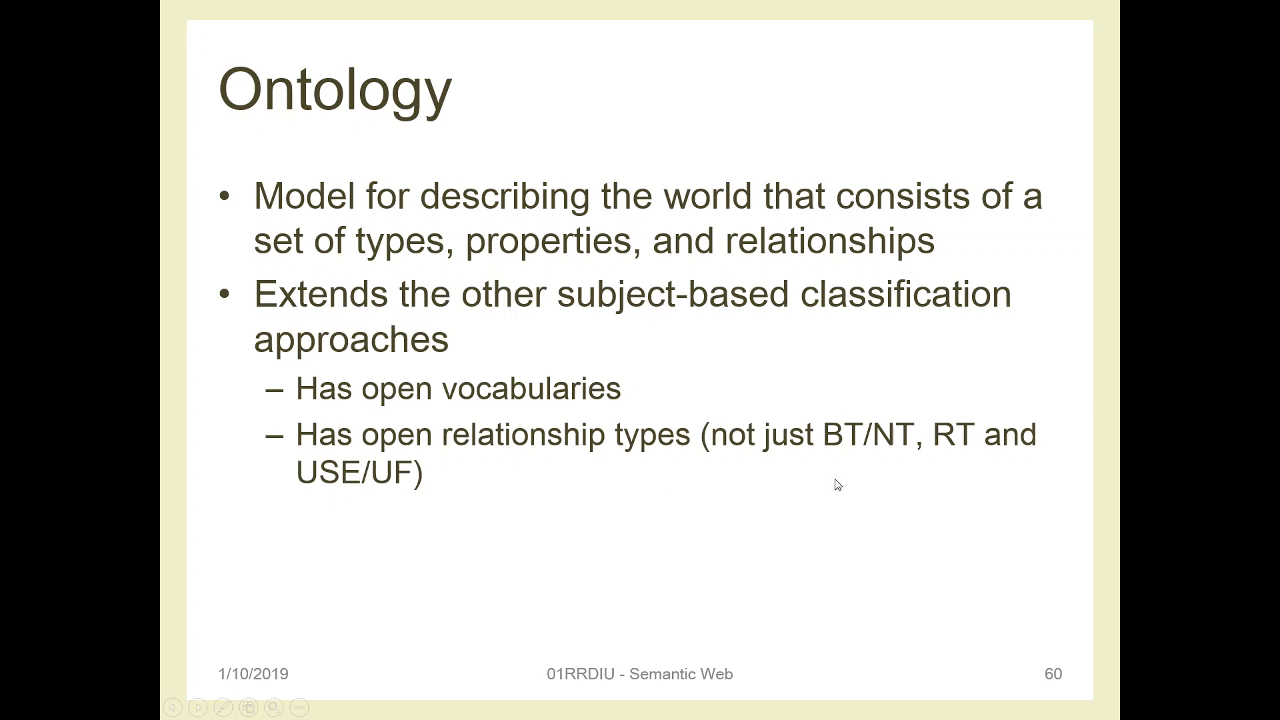 Ontology
• Model for describing the world that consists of a
set of types, properties, and relationships
• Extends the other subject-based classification
approaches
– Has open vocabularies
– Has open relationship types (not just BT/NT, RT and
USE/UF)
1/10/2019 01RRDIU - Semantic Web 60